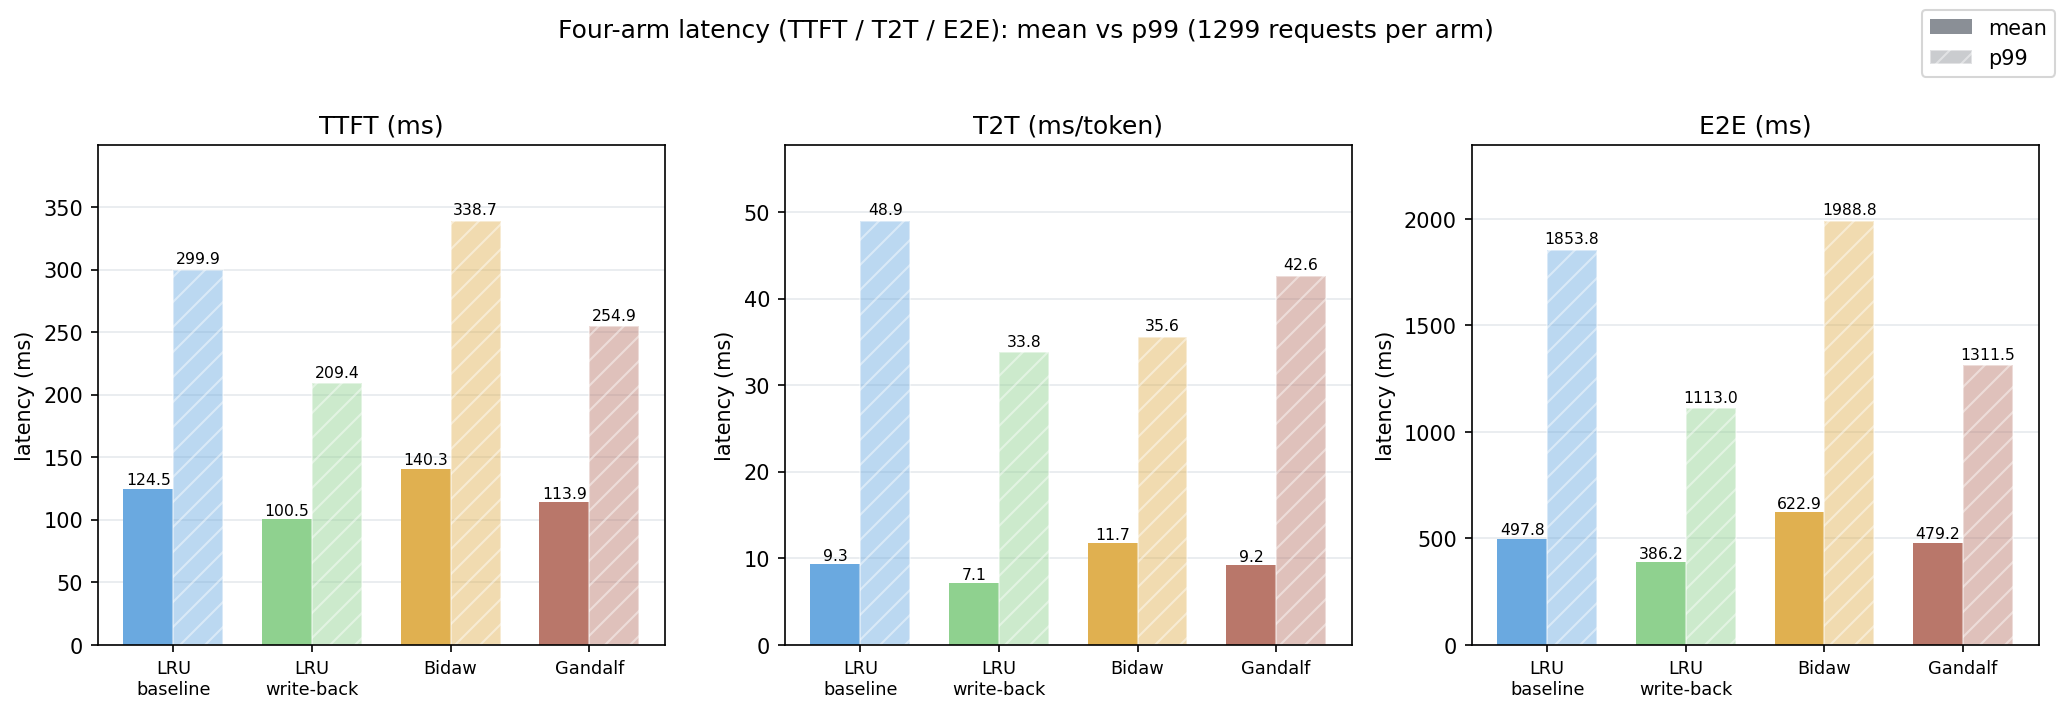 Four-arm latency (TTFT / T2T / E2E): mean vs p99 (1299 requests per arm)
mean
p99
TTFT (ms)
latency (ms)
350
300
250
200
150
100
50
0
124.5
299.9
100.5
209.4
140.3
338.7
113.9
254.9
LRU
baseline
LRU
write-back
Bidaw
Gandalf
T2T (ms/token)
latency (ms)
50
40
30
20
10
0
9.3
48.9
7.1
33.8
11.7
35.6
9.2
42.6
LRU
baseline
LRU
write-back
Bidaw
Gandalf
E2E (ms)
latency (ms)
2000
1500
1000
500
0
497.8
1853.8
386.2
1113.0
622.9
1988.8
479.2
1311.5
LRU
baseline
LRU
write-back
Bidaw
Gandalf